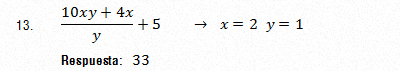 13. (10xy + 4x)/y + 5 → x = 2 y = 1
Respuesta: 33